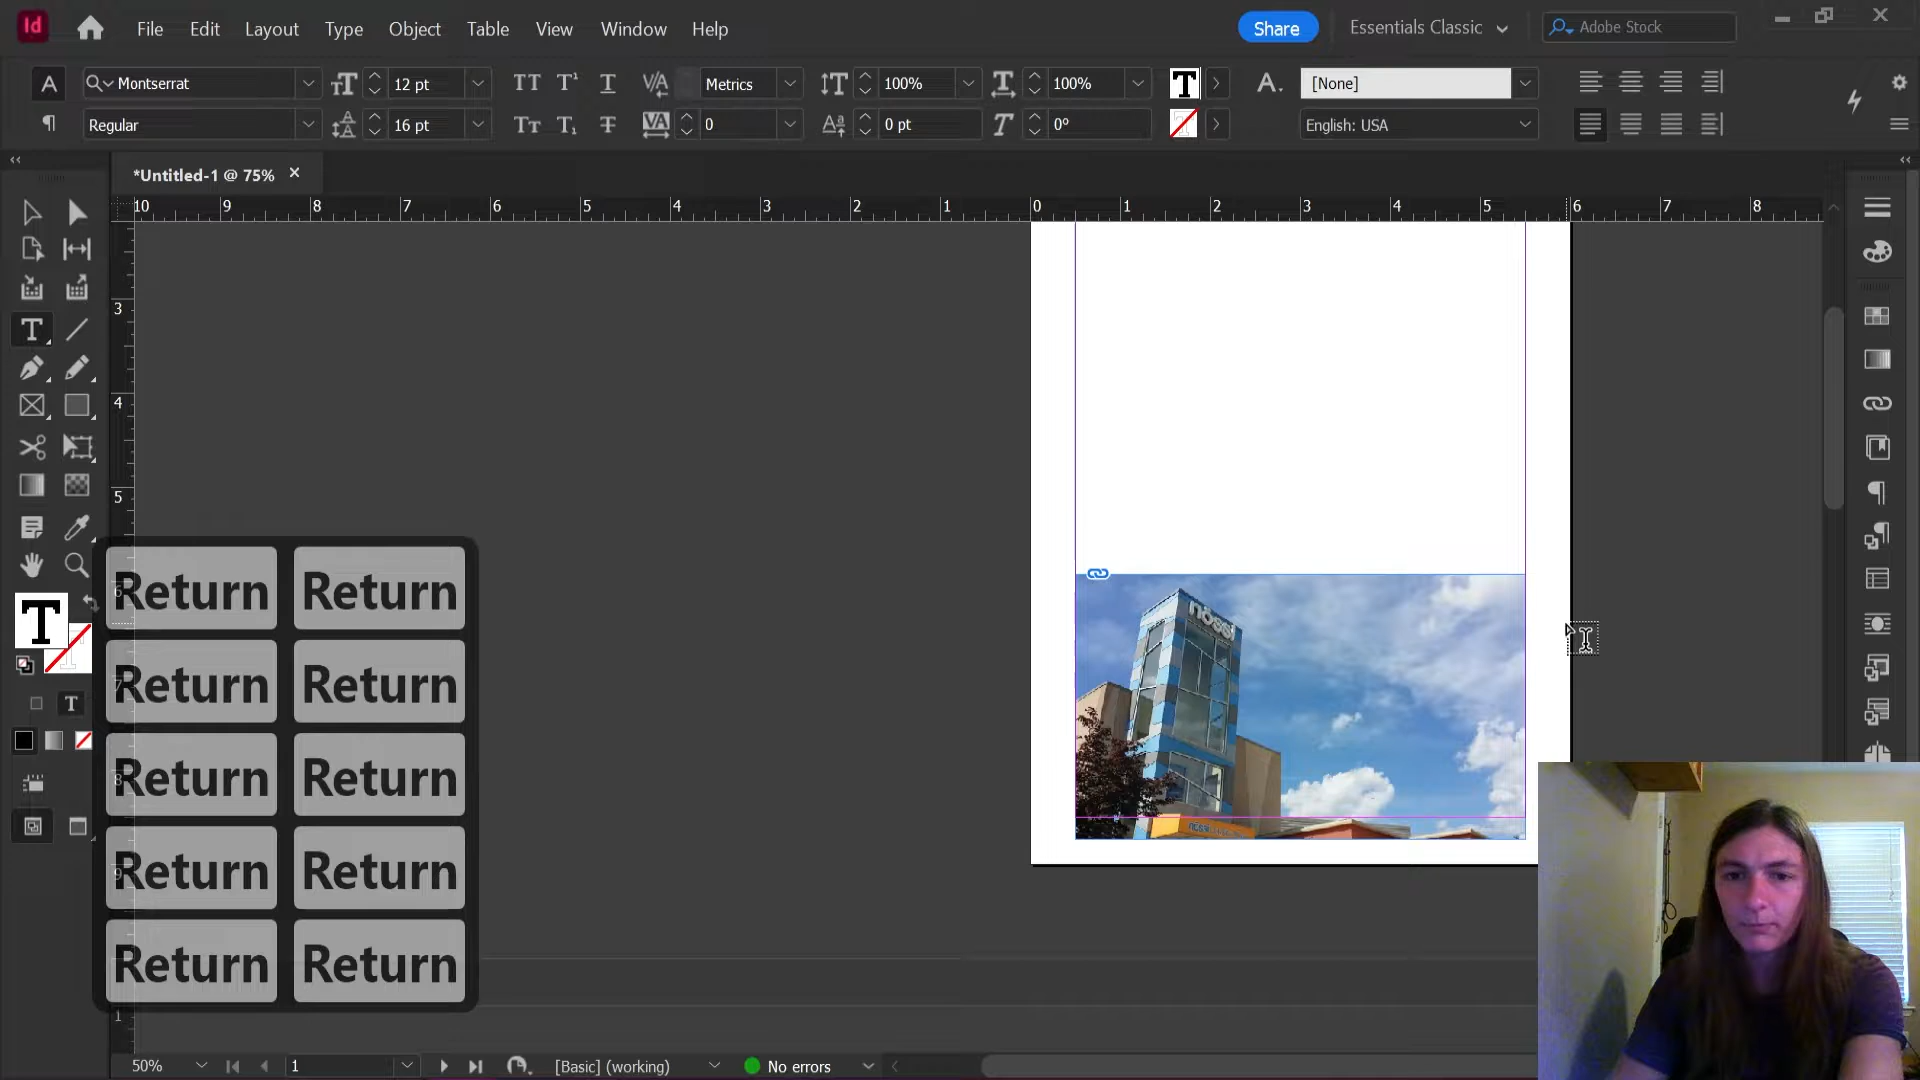 Id File Edit Layout Type Object Table View Window Help Share Essentials Classic Adobe Stock
A Montserrat 12 pt Metrics 100% 100% [None]
Regular 16 pt 0 0 pt 0° English: USA
*Untitled-1 @ 75% ×
10 9 8 7 6 5 4 3 2 1 0 1 2 3 4 5 6 7 8
3
4
5
nossi
Return Return
Return Return
Return Return
Return Return
Return Return
1
50% 1 [Basic] (working) No errors